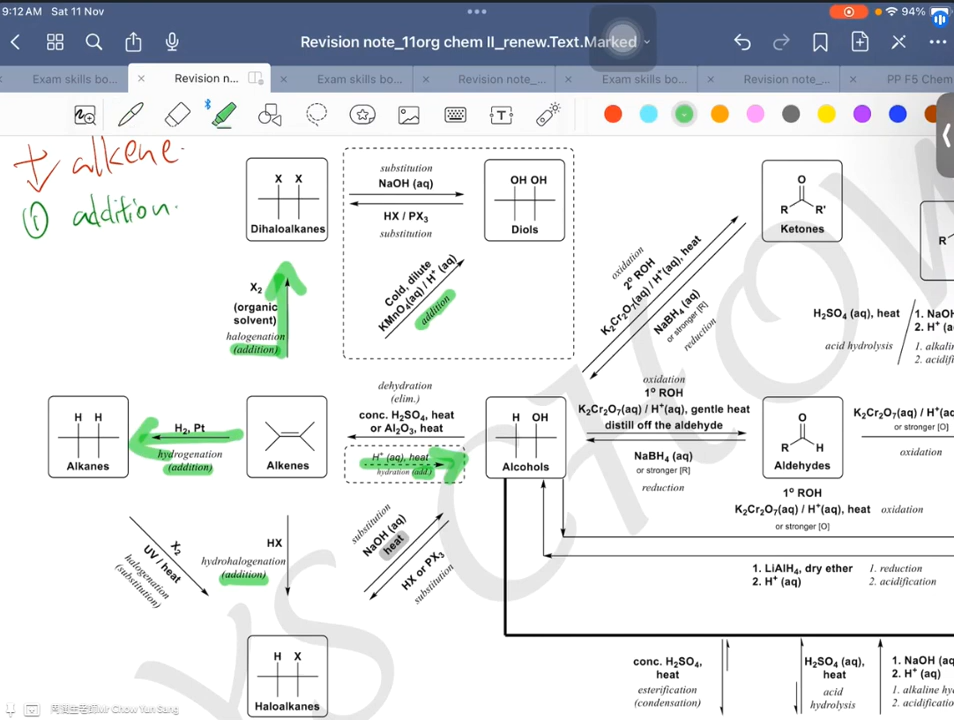 9:12 AM Sat 11 Nov
94%
Revision note_11org chem II_renew.Text.Marked
Exam skills bo...
Revision n...
Exam skills bo...
Revision note_...
Exam skills bo...
Revision note_...
PP F5 Chem
alkene.
① addition.
X X
Dihaloalkanes
substitution
NaOH (aq)
HX / PX3
substitution
OH OH
Diols
Cold, dilute
KMnO4(aq) / H+ (aq)
addition
X2
(organic
solvent)
halogenation
(addition)
oxidation
2° ROH
K2Cr2O7(aq) / H+(aq), heat
NaBH4 (aq)
or stronger [R]
reduction
O
R R'
Ketones
R
H2SO4 (aq), heat
acid hydrolysis
1. NaOH
2. H+ (a
1. alkali
2. acidifi
H H
Alkanes
H2, Pt
hydrogenation
(addition)
Alkenes
dehydration
(elim.)
conc. H2SO4, heat
or Al2O3, heat
H+ (aq), heat
hydration (add.)
H OH
Alcohols
oxidation
1° ROH
K2Cr2O7(aq) / H+(aq), gentle heat
distill off the aldehyde
NaBH4 (aq)
or stronger [R]
reduction
O
R H
Aldehydes
K2Cr2O7(aq) / H+(aq
or stronger [O]
oxidation
1° ROH
K2Cr2O7(aq) / H+(aq), heat oxidation
or stronger [O]
X2
UV / heat
halogenation
(substitution)
HX
hydrohalogenation
(addition)
substitution
NaOH (aq)
heat
HX or PX3
substitution
1. LiAlH4, dry ether 1. reduction
2. H+ (aq) 2. acidification
H X
Haloalkanes
conc. H2SO4,
heat
esterification
(condensation)
H2SO4 (aq),
heat
acid
hydrolysis
1. NaOH (aq
2. H+ (aq)
1. alkaline hy
2. acidificatio
YS CHOW
Mr Chow Yun Sang